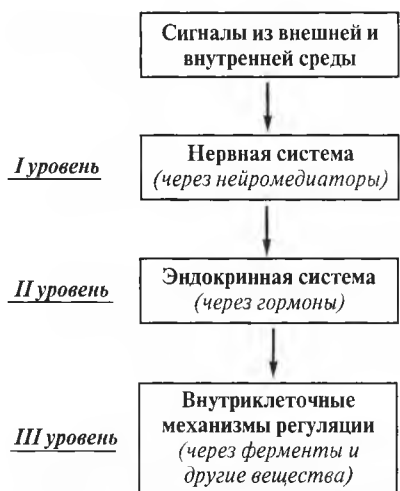 Сигналы из внешней и
внутренней среды
I уровень
Нервная система
(через нейромедиаторы)
II уровень
Эндокринная система
(через гормоны)
III уровень
Внутриклеточные
механизмы регуляции
(через ферменты и
другие вещества)